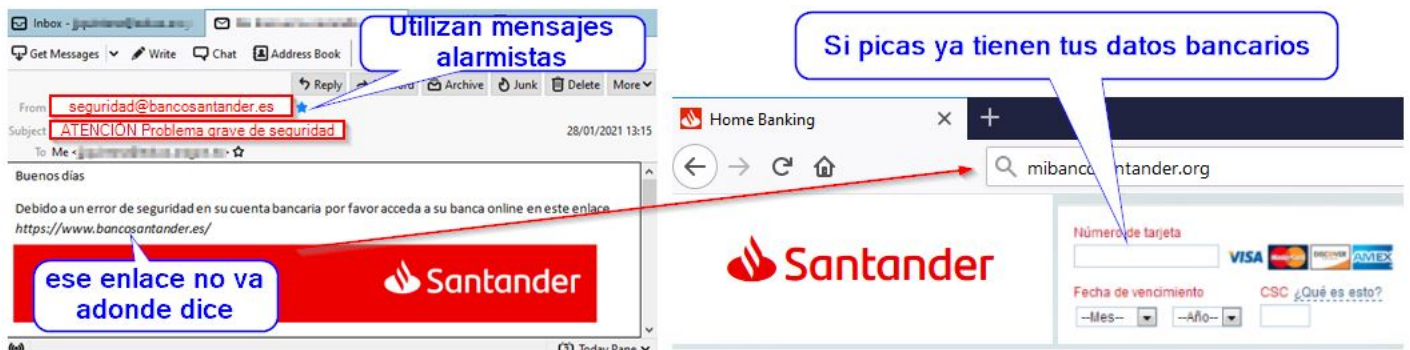 Inbox -
Utilizan mensajes
alarmistas
Get Messages Write Chat Address Book
Reply Archive Junk Delete More
From seguridad@bancosantander.es
Subject ATENCIÓN Problema grave de seguridad 28/01/2021 13:15
To Me <
Buenos días
Debido a un error de seguridad en su cuenta bancaria por favor acceda a su banca online en este enlace
https://www.bancosantander.es/
ese enlace no va
adonde dice
Santander
Today Pane
Si picas ya tienen tus datos bancarios
Home Banking
Santander
Número de tarjeta
VISA MasterCard DISCOVER AMEX
Fecha de vencimiento CSC ¿Qué es esto?
--Mes-- --Año--